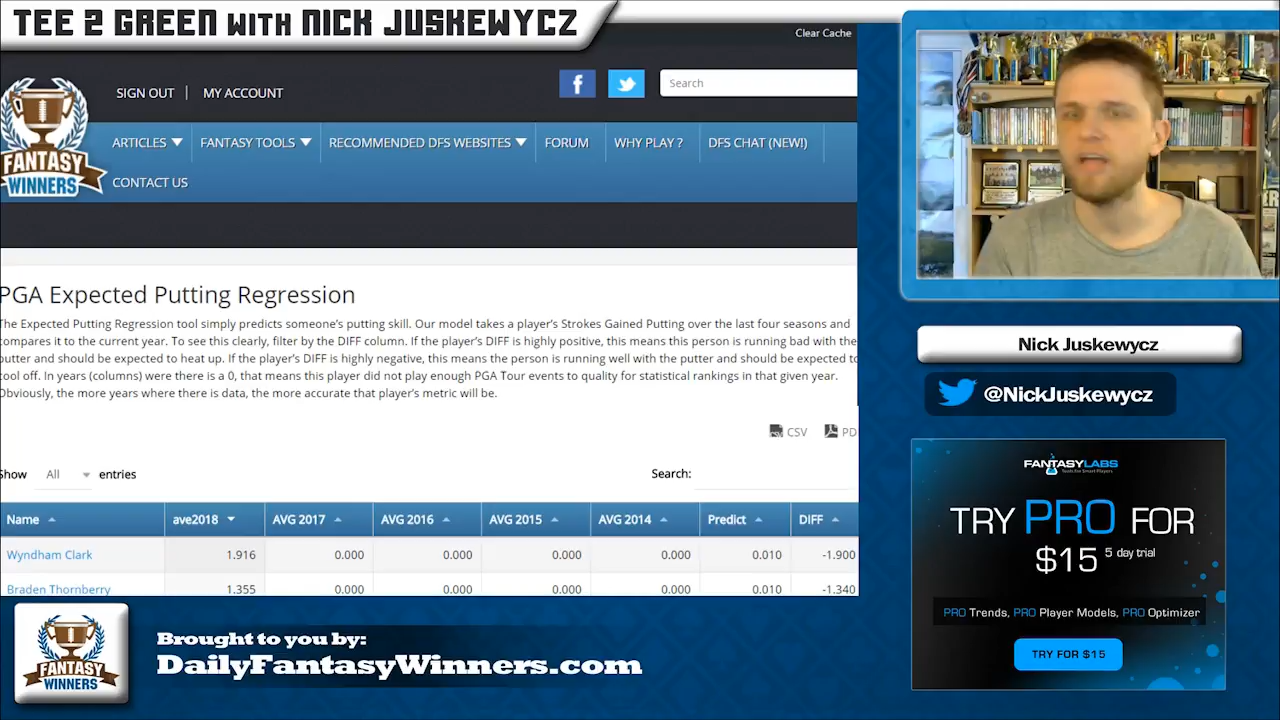 TEE 2 GREEN WITH NICK JUSKEWYCZ
Clear Cache
SIGN OUT | MY ACCOUNT
f
Search
FANTASY
WINNERS
ARTICLES
FANTASY TOOLS
RECOMMENDED DFS WEBSITES
FORUM
WHY PLAY ?
DFS CHAT (NEW!)
CONTACT US
PGA Expected Putting Regression
The Expected Putting Regression tool simply predicts someone's putting skill. Our model takes a player's Strokes Gained Putting over the last four seasons and
compares it to the current year. To see this clearly, filter by the DIFF column. If the player's DIFF is highly positive, this means this person is running bad with the
putter and should be expected to heat up. If the player's DIFF is highly negative, this means the person is running well with the putter and should be expected to
cool off. In years (columns) were there is a 0, that means this player did not play enough PGA Tour events to quality for statistical rankings in that given year.
Obviously, the more years where there is data, the more accurate that player's metric will be.
CSV PD
Show All entries
Search:
Name ave2018 AVG 2017 AVG 2016 AVG 2015 AVG 2014 Predict DIFF
Wyndham Clark 1.916 0.000 0.000 0.000 0.000 0.010 -1.900
Braden Thornberry 1.355 0.000 0.000 0.000 0.000 0.010 -1.340
Nick Juskewycz
@NickJuskewycz
FANTASYLABS
Tools For Smart Players
TRY PRO FOR
$15 5 day trial
PRO Trends, PRO Player Models, PRO Optimizer
TRY FOR $15
FANTASY
WINNERS
Brought to you by:
DailyFantasyWinners.com